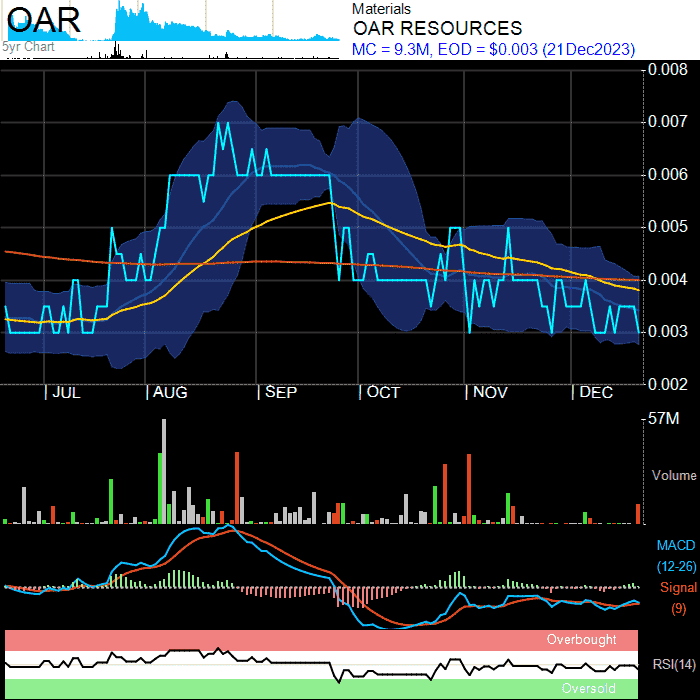 OAR
5yr Chart
Materials
OAR RESOURCES
MC = 9.3M, EOD = $0.003 (21Dec2023)
0.008
0.007
0.006
0.005
0.004
0.003
0.002
JUL
AUG
SEP
OCT
NOV
DEC
57M
Volume
MACD
(12-26)
Signal
(9)
Overbought
RSI(14)
Oversold